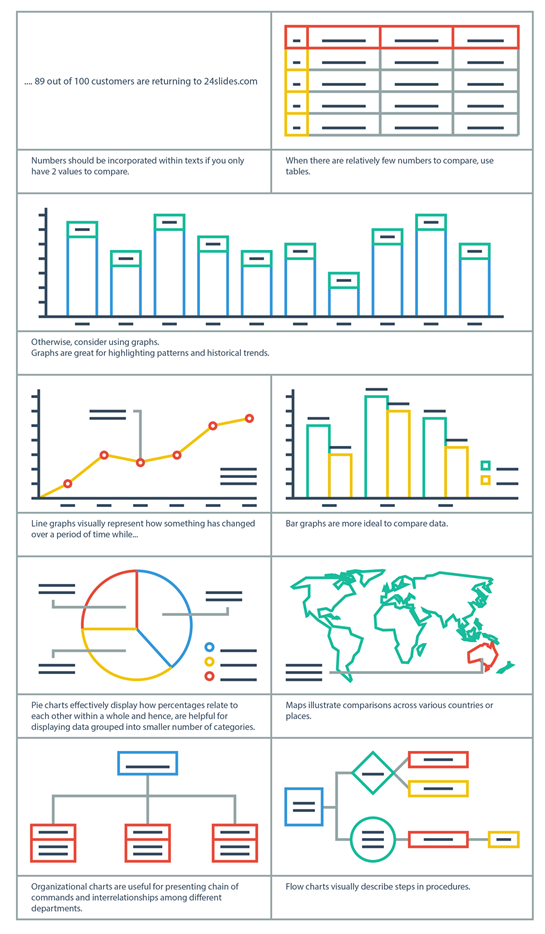 .... 89 out of 100 customers are returning to 24slides.com
Numbers should be incorporated within texts if you only
have 2 values to compare.
When there are relatively few numbers to compare, use
tables.
Otherwise, consider using graphs.
Graphs are great for highlighting patterns and historical trends.
Line graphs visually represent how something has changed
over a period of time while...
Bar graphs are more ideal to compare data.
Pie charts effectively display how percentages relate to
each other within a whole and hence, are helpful for
displaying data grouped into smaller number of categories.
Maps illustrate comparisons across various countries or
places.
Organizational charts are useful for presenting chain of
commands and interrelationships among different
departments.
Flow charts visually describe steps in procedures.